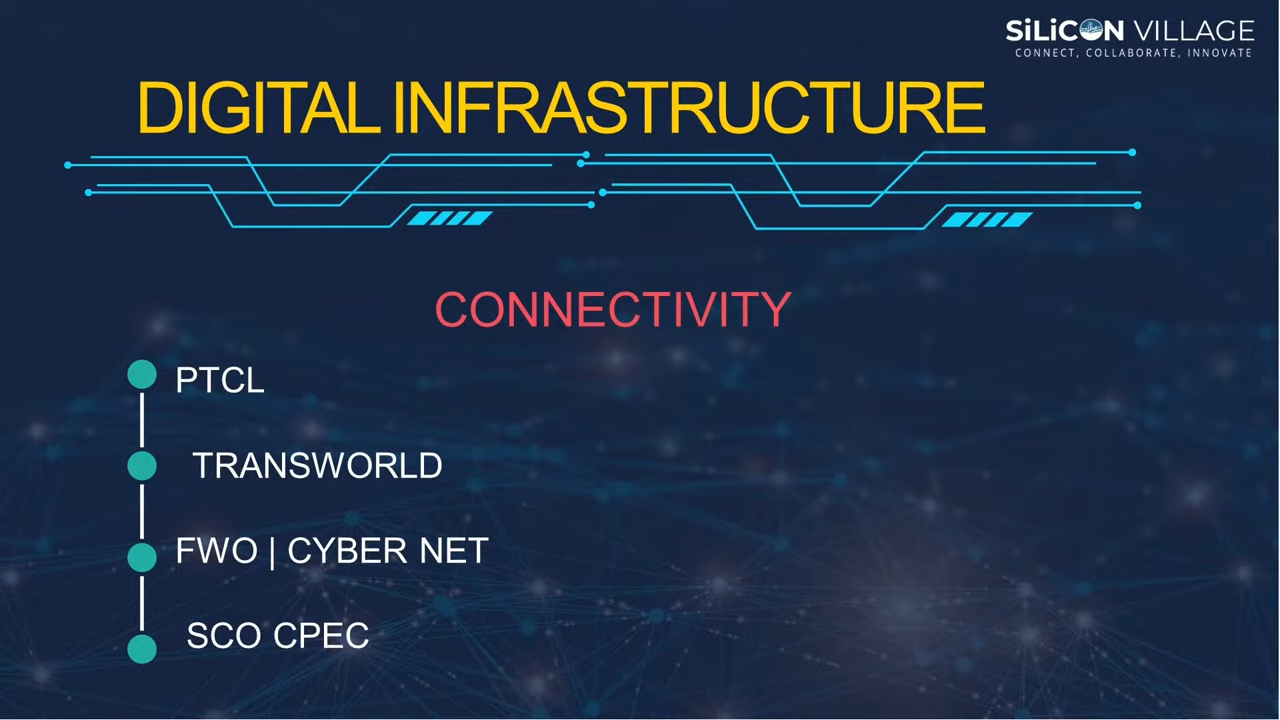 SiLiCON VILLAGE
CONNECT, COLLABORATE, INNOVATE
DIGITAL INFRASTRUCTURE
CONNECTIVITY
PTCL
TRANSWORLD
FWO | CYBER NET
SCO CPEC